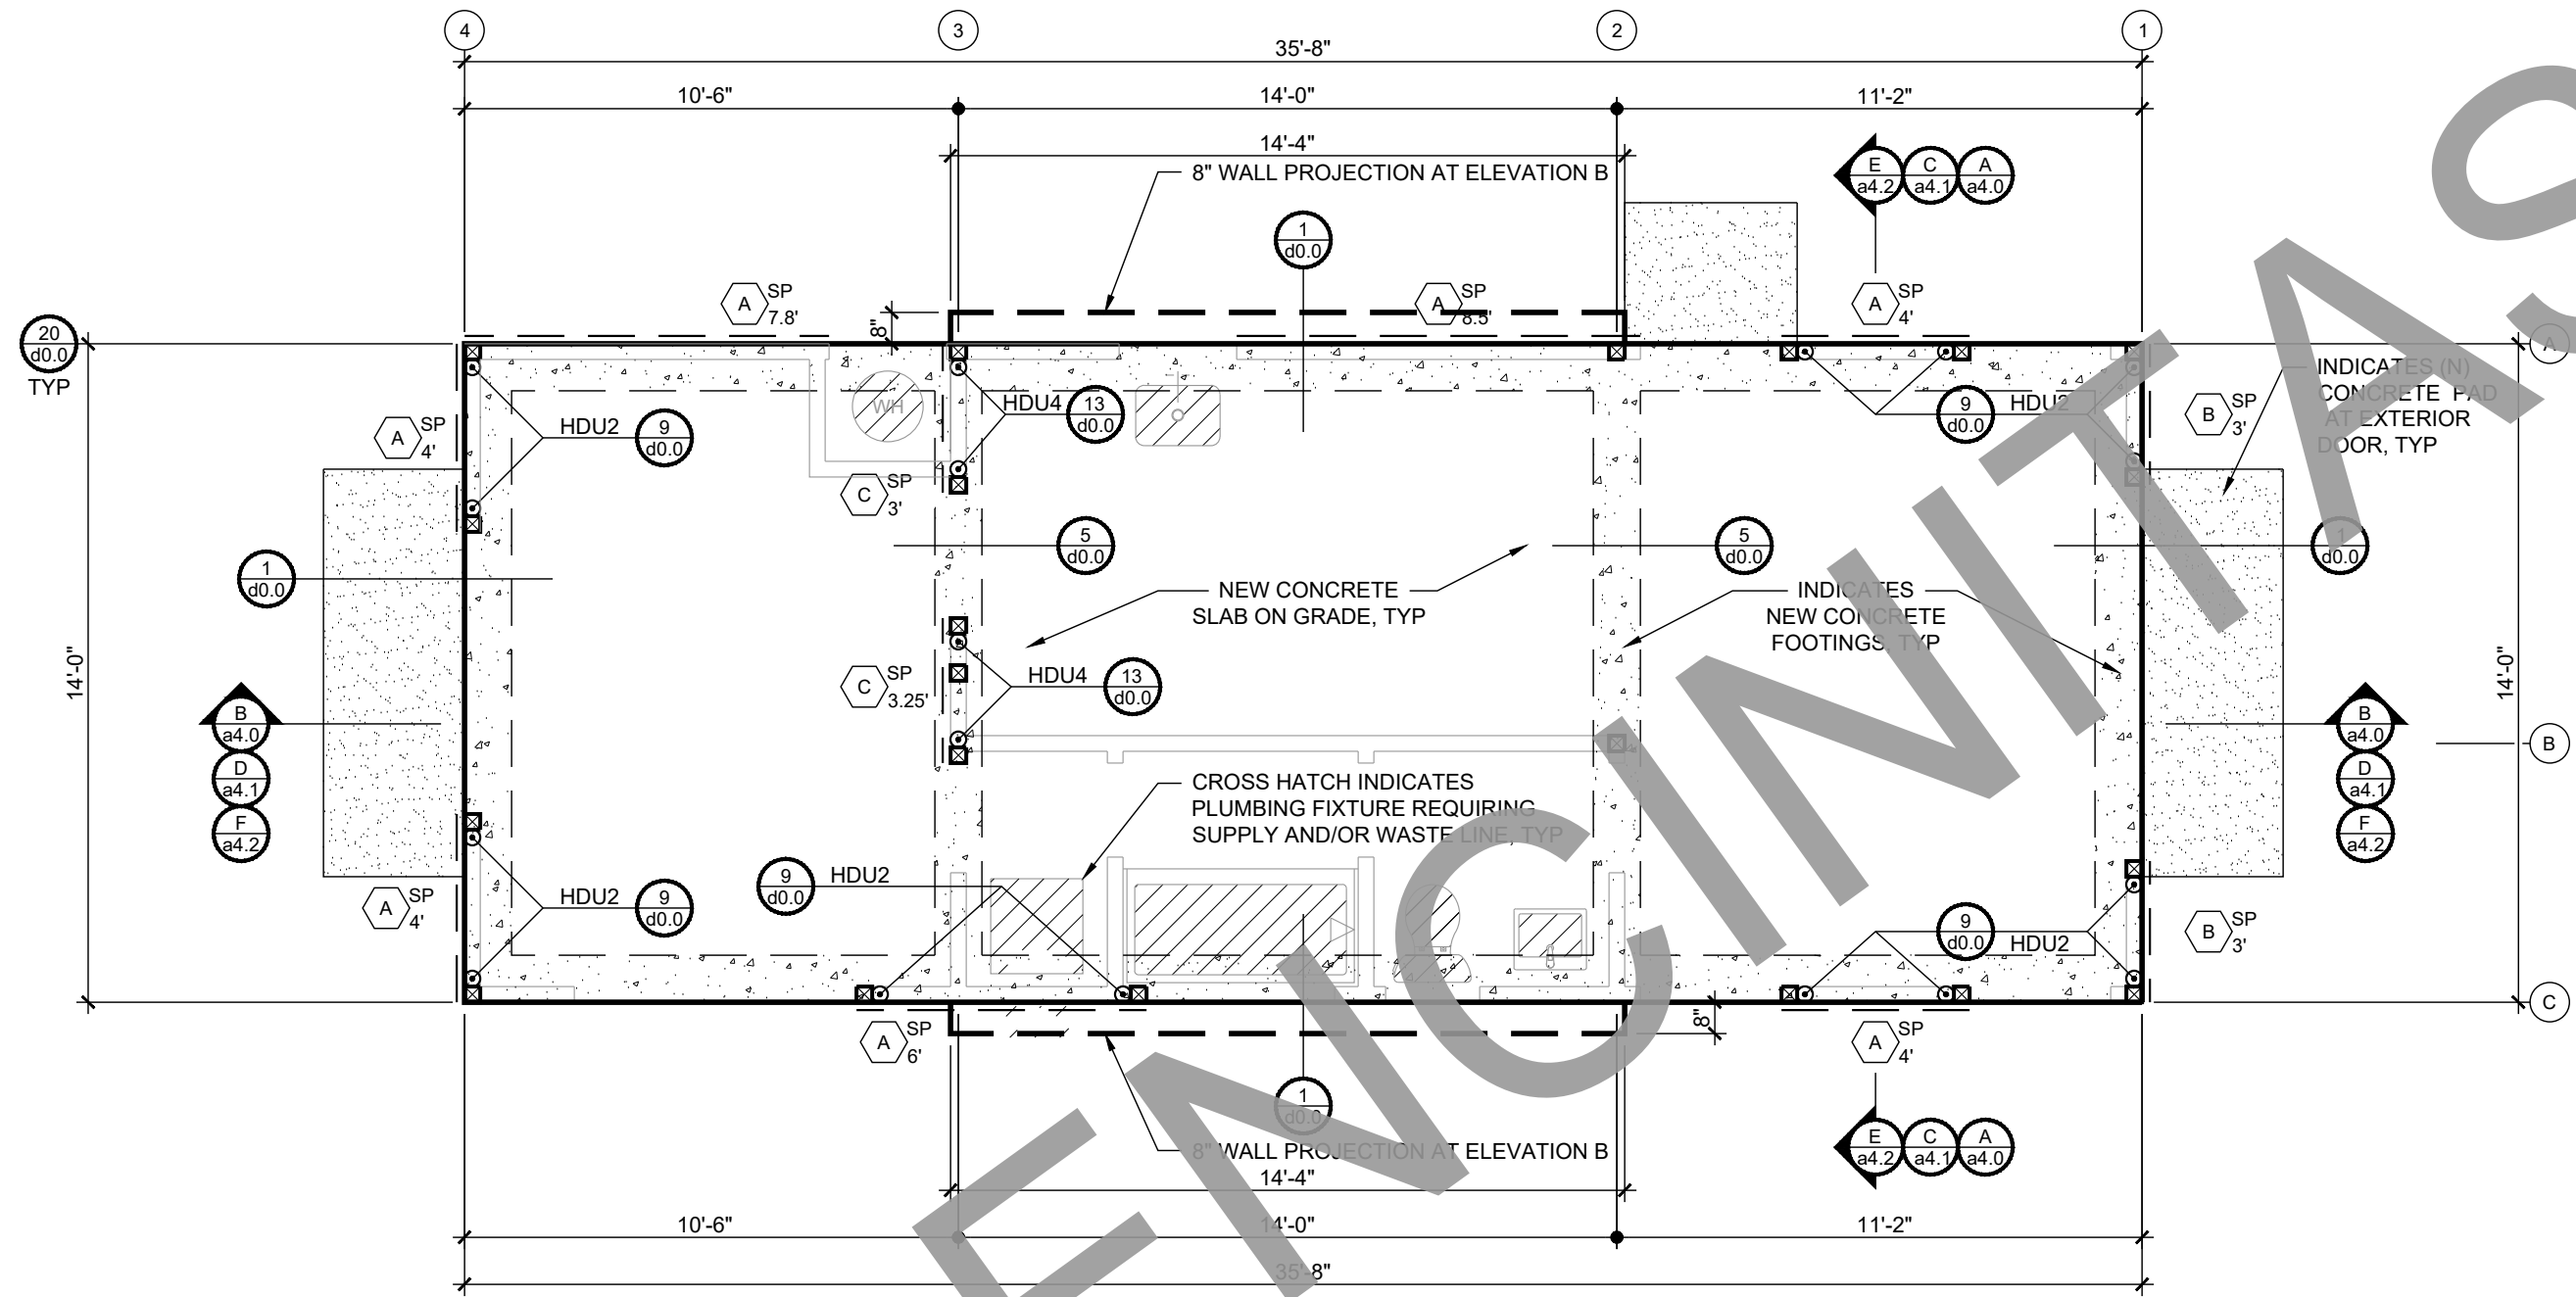 4
3
2
1
35'-8"
10'-6"
14'-0"
11'-2"
14'-4"
8" WALL PROJECTION AT ELEVATION B
E
a4.2
C
a4.1
A
a4.0
1
d0.0
A
SP
7.8'
8"
A
SP
8.5'
A
SP
4'
20
d0.0
TYP
A
INDICATES (N)
CONCRETE PAD
AT EXTERIOR
DOOR, TYP
WH
HDU4
13
d0.0
9
d0.0
HDU2
B
SP
3'
A
SP
4'
HDU2
9
d0.0
C
SP
3'
5
d0.0
5
d0.0
1
d0.0
1
d0.0
NEW CONCRETE
SLAB ON GRADE, TYP
INDICATES
NEW CONCRETE
FOOTINGS, TYP
14'-0"
C
SP
3.25'
HDU4
13
d0.0
14'-0"
B
a4.0
D
a4.1
F
a4.2
B
a4.0
D
a4.1
F
a4.2
B
CROSS HATCH INDICATES
PLUMBING FIXTURE REQUIRING
SUPPLY AND/OR WASTE LINE, TYP
9
d0.0
HDU2
A
SP
4'
HDU2
9
d0.0
9
d0.0
HDU2
B
SP
3'
C
A
SP
6'
8"
A
SP
4'
1
d0.0
8" WALL PROJECTION AT ELEVATION B
14'-4"
E
a4.2
C
a4.1
A
a4.0
10'-6"
14'-0"
11'-2"
35'-8"
ENCINITAS